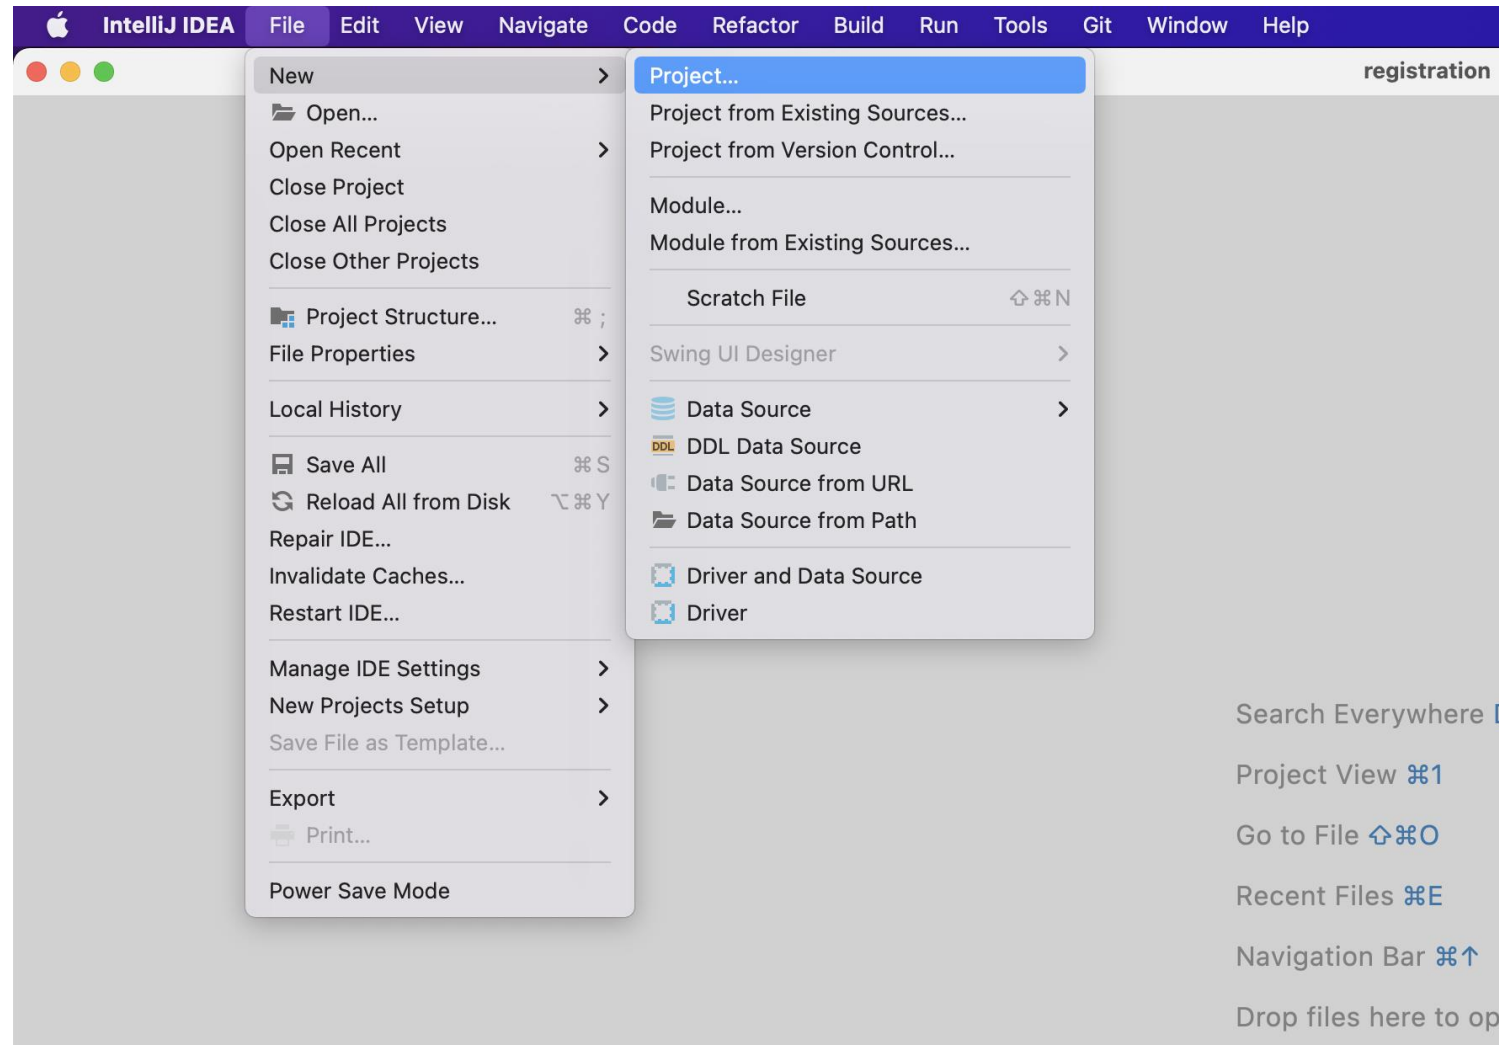 IntelliJ IDEA File Edit View Navigate Code Refactor Build Run Tools Git Window Help
registration
New
Open...
Open Recent
Close Project
Close All Projects
Close Other Projects
Project Structure... ⌘ ;
File Properties
Local History
Save All ⌘ S
Reload All from Disk ⌥ ⌘ Y
Repair IDE...
Invalidate Caches...
Restart IDE...
Manage IDE Settings
New Projects Setup
Save File as Template...
Export
Print...
Power Save Mode
Project...
Project from Existing Sources...
Project from Version Control...
Module...
Module from Existing Sources...
Scratch File ⇧ ⌘ N
Swing UI Designer
Data Source
DDL DDL Data Source
Data Source from URL
Data Source from Path
Driver and Data Source
Driver
Search Everywhere
Project View ⌘1
Go to File ⇧⌘O
Recent Files ⌘E
Navigation Bar ⌘↑
Drop files here to op